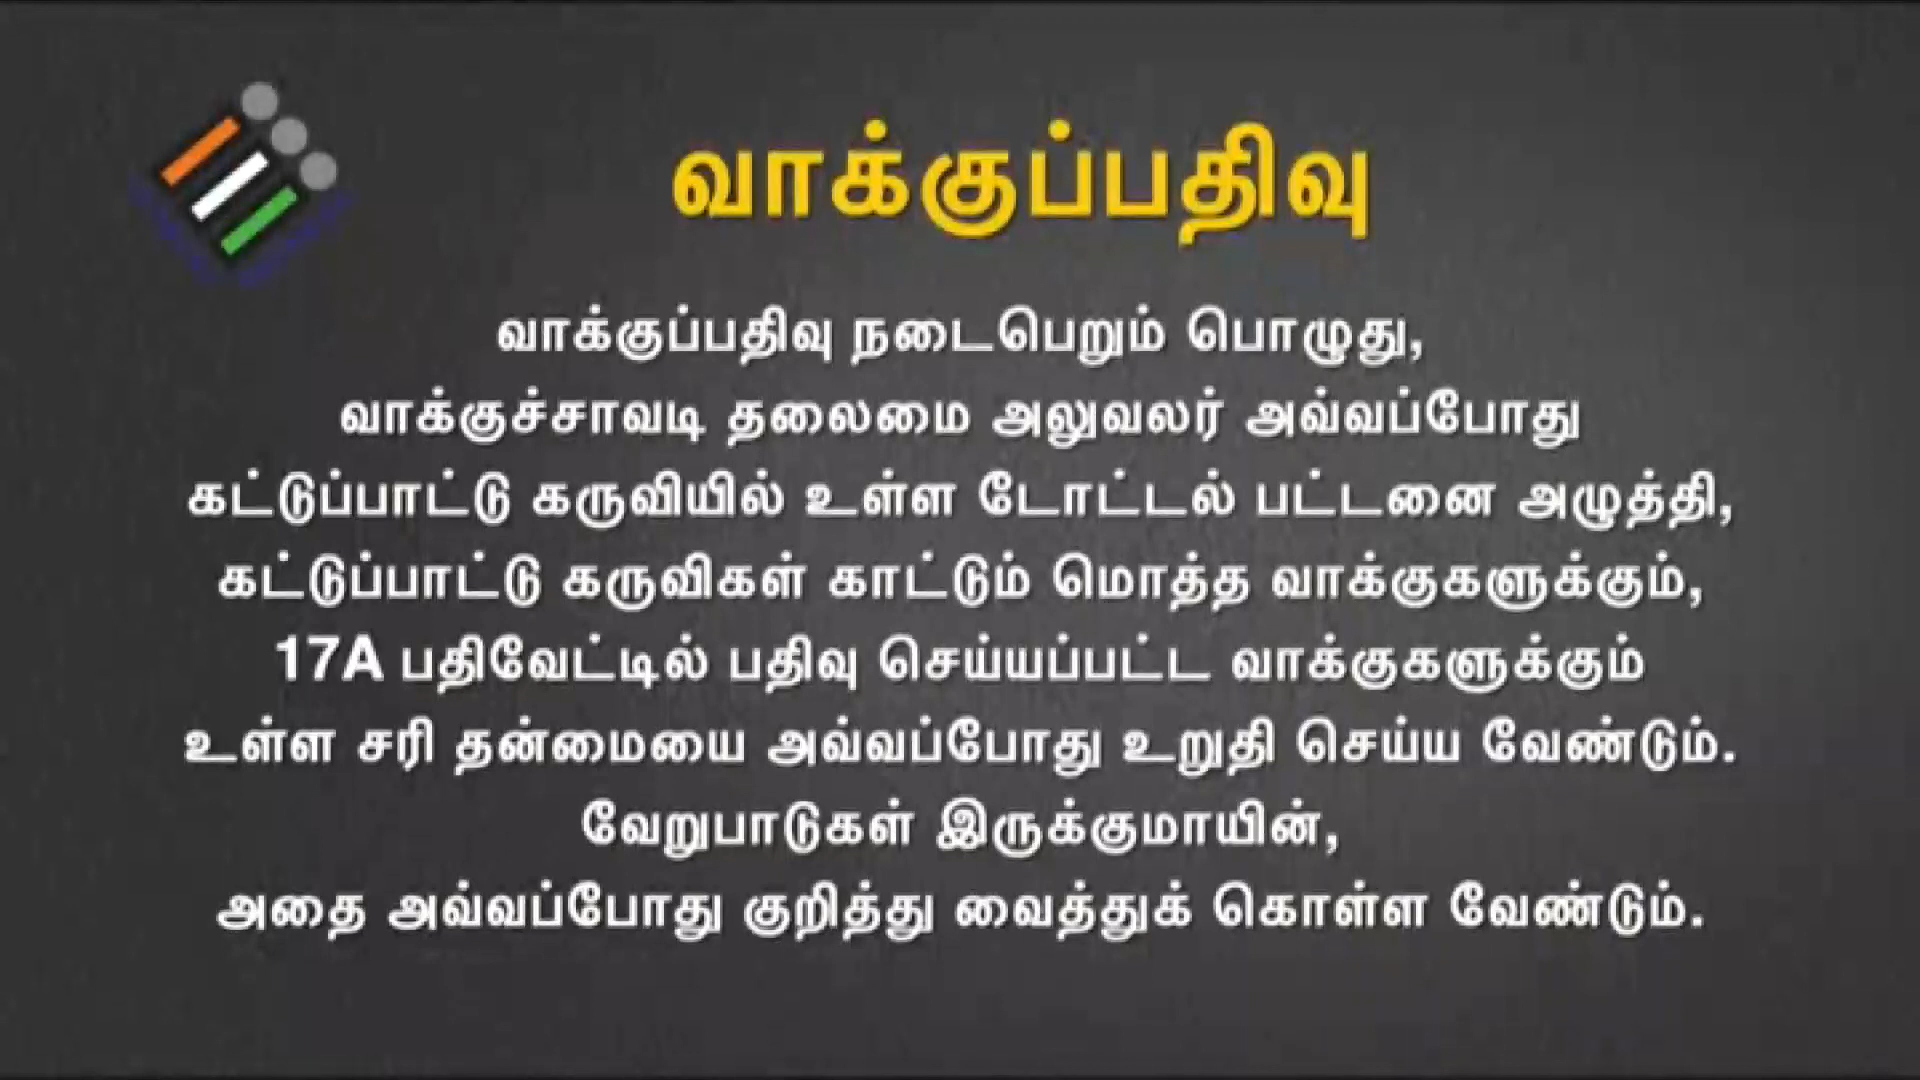 வாக்குப்பதிவு
வாக்குப்பதிவு நடைபெறும் பொழுது,
வாக்குச்சாவடி தலைமை அலுவலர் அவ்வப்போது
கட்டுப்பாட்டு கருவியில் உள்ள டோட்டல் பட்டனை அழுத்தி,
கட்டுப்பாட்டு கருவிகள் காட்டும் மொத்த வாக்குகளுக்கும்,
17A பதிவேட்டில் பதிவு செய்யப்பட்ட வாக்குகளுக்கும்
உள்ள சரி தன்மையை அவ்வப்போது உறுதி செய்ய வேண்டும்.
வேறுபாடுகள் இருக்குமாயின்,
அதை அவ்வப்போது குறித்து வைத்துக் கொள்ள வேண்டும்.